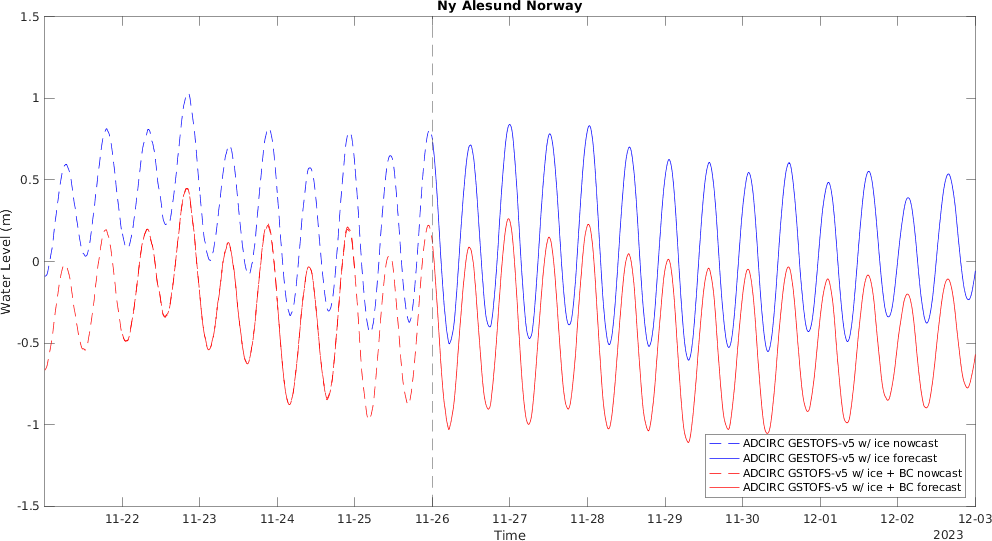 Ny Alesund Norway
Water Level (m)
1.5
1
0.5
0
-0.5
-1
-1.5
ADCIRC GESTOFS-v5 w/ ice nowcast
ADCIRC GESTOFS-v5 w/ ice forecast
ADCIRC GSTOFS-v5 w/ ice + BC nowcast
ADCIRC GSTOFS-v5 w/ ice + BC forecast
11-22 11-23 11-24 11-25 11-26 11-27 11-28 11-29 11-30 12-01 12-02 12-03
Time
2023